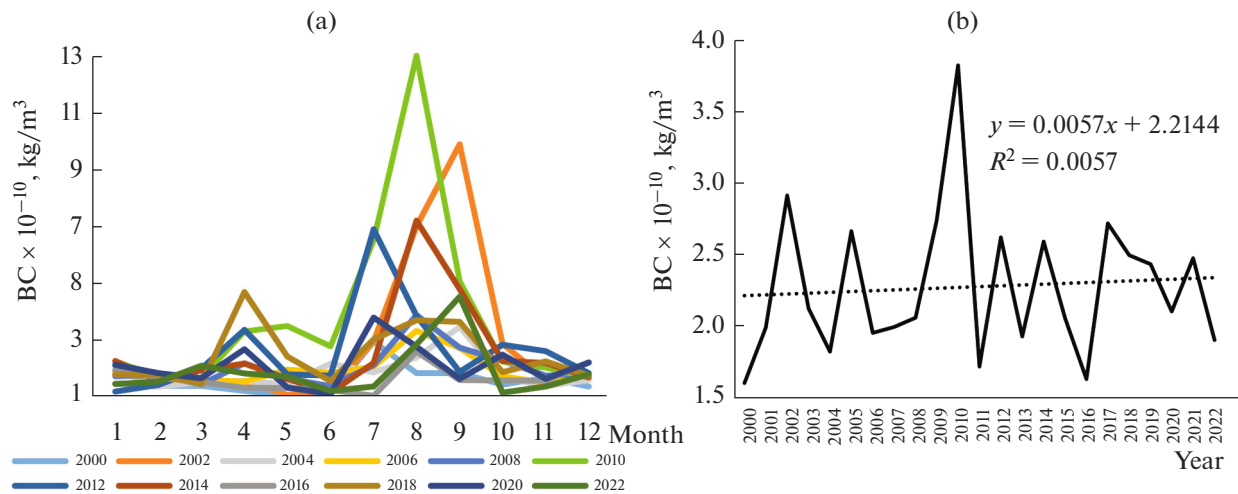 (a)
BC × 10⁻¹⁰, kg/m³
13
11
9
7
8
3
1
1 2 3 4 5 6 7 8 9 10 11 12 Month
2000 2002 2004 2006 2008 2010
2012 2014 2016 2018 2020 2022
(b)
BC × 10⁻¹⁰, kg/m³
4.0
3.5
3.0
2.5
2.0
1.5
y = 0.0057x + 2.2144
R² = 0.0057
2000 2001 2002 2003 2004 2005 2006 2007 2008 2009 2010 2011 2012 2013 2014 2015 2016 2017 2018 2019 2020 2021 2022
Year